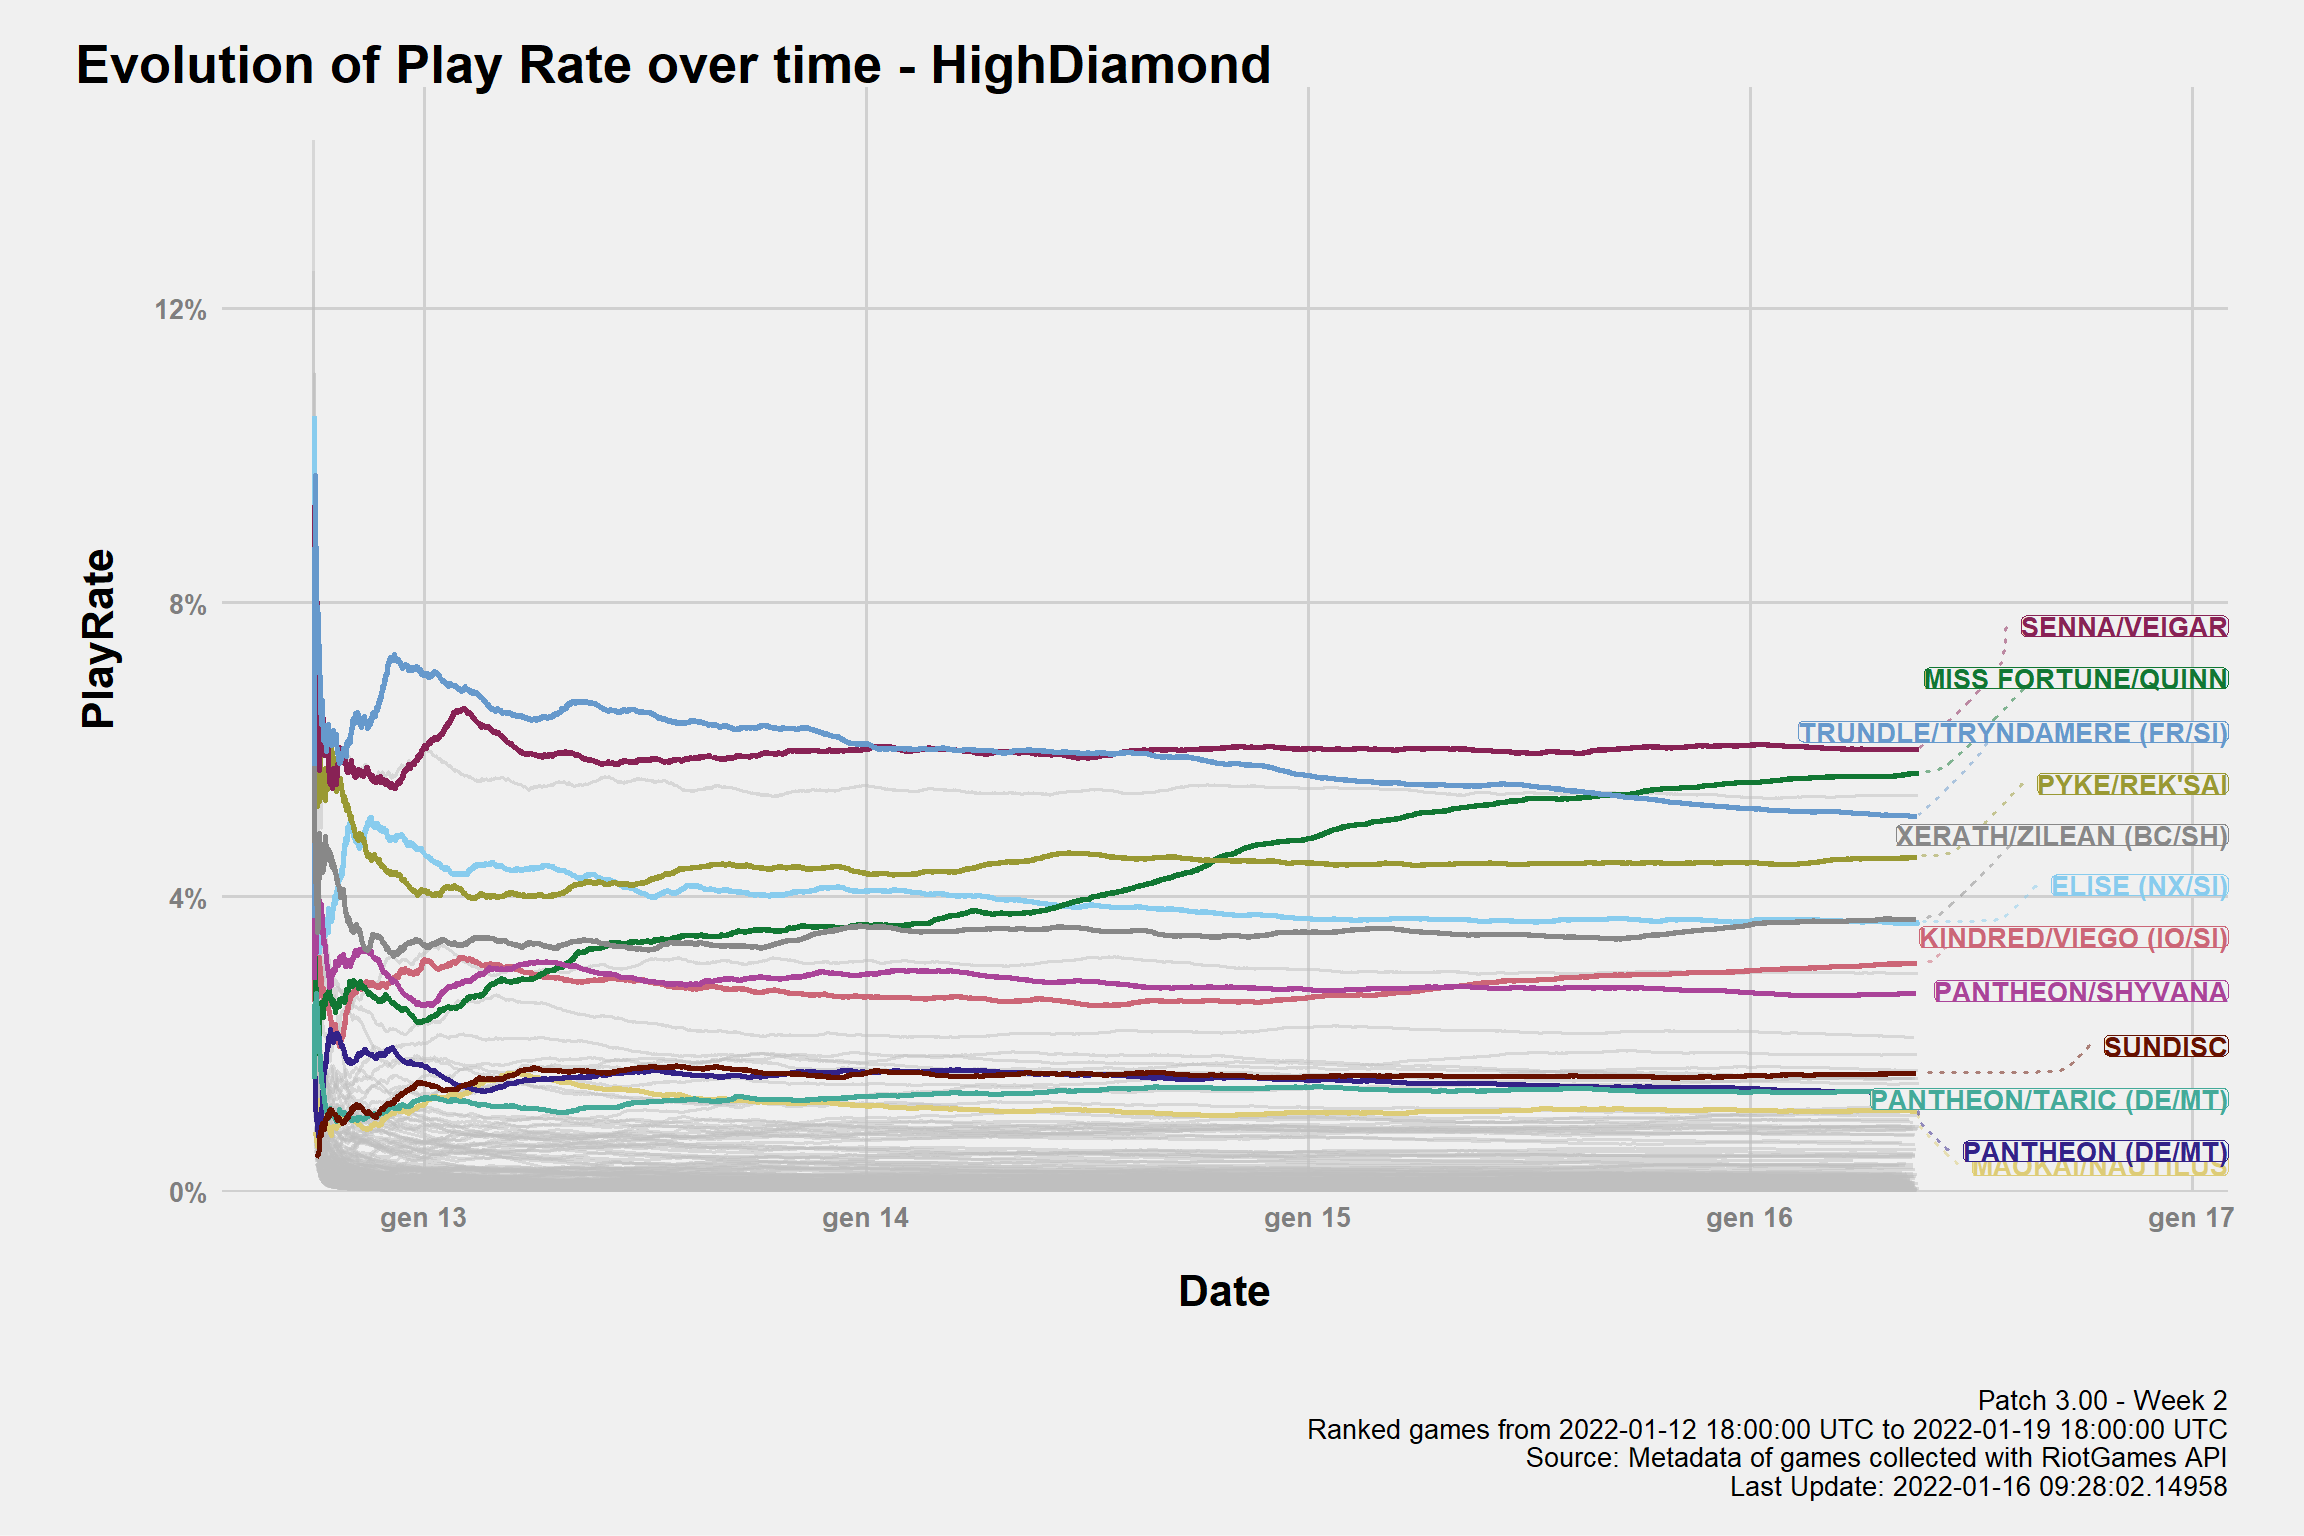 Evolution of Play Rate over time - HighDiamond
PlayRate
12%
8%
4%
0%
SENNA/VEIGAR
MISS FORTUNE/QUINN
TRUNDLE/TRYNDAMERE (FR/SI)
PYKE/REK'SAI
XERATH/ZILEAN (BC/SH)
ELISE (NX/SI)
KINDRED/VIEGO (IO/SI)
PANTHEON/SHYVANA
SUNDISC
PANTHEON/TARIC (DE/MT)
PANTHEON (DE/MT)
MAOKAI/NAUTILUS
gen 13
gen 14
gen 15
gen 16
gen 17
Date
Patch 3.00 - Week 2
Ranked games from 2022-01-12 18:00:00 UTC to 2022-01-19 18:00:00 UTC
Source: Metadata of games collected with RiotGames API
Last Update: 2022-01-16 09:28:02.14958